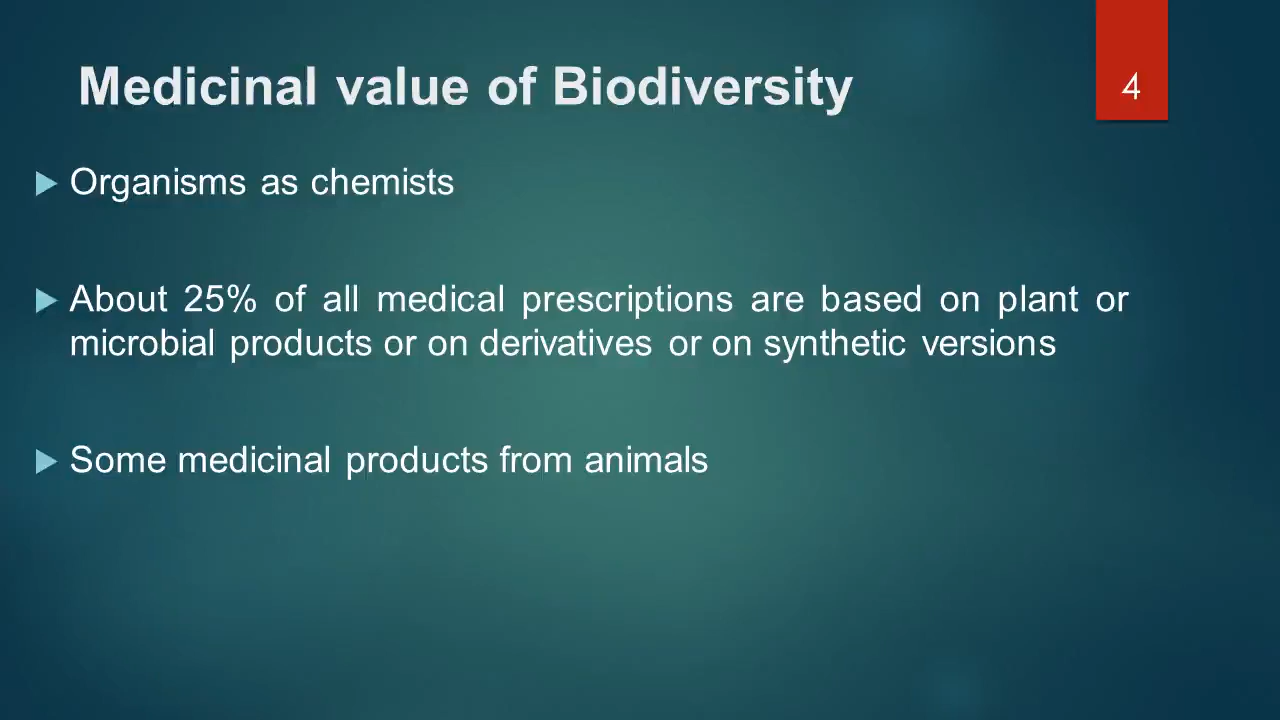 Medicinal value of Biodiversity
4
Organisms as chemists
About 25% of all medical prescriptions are based on plant or
microbial products or on derivatives or on synthetic versions
Some medicinal products from animals